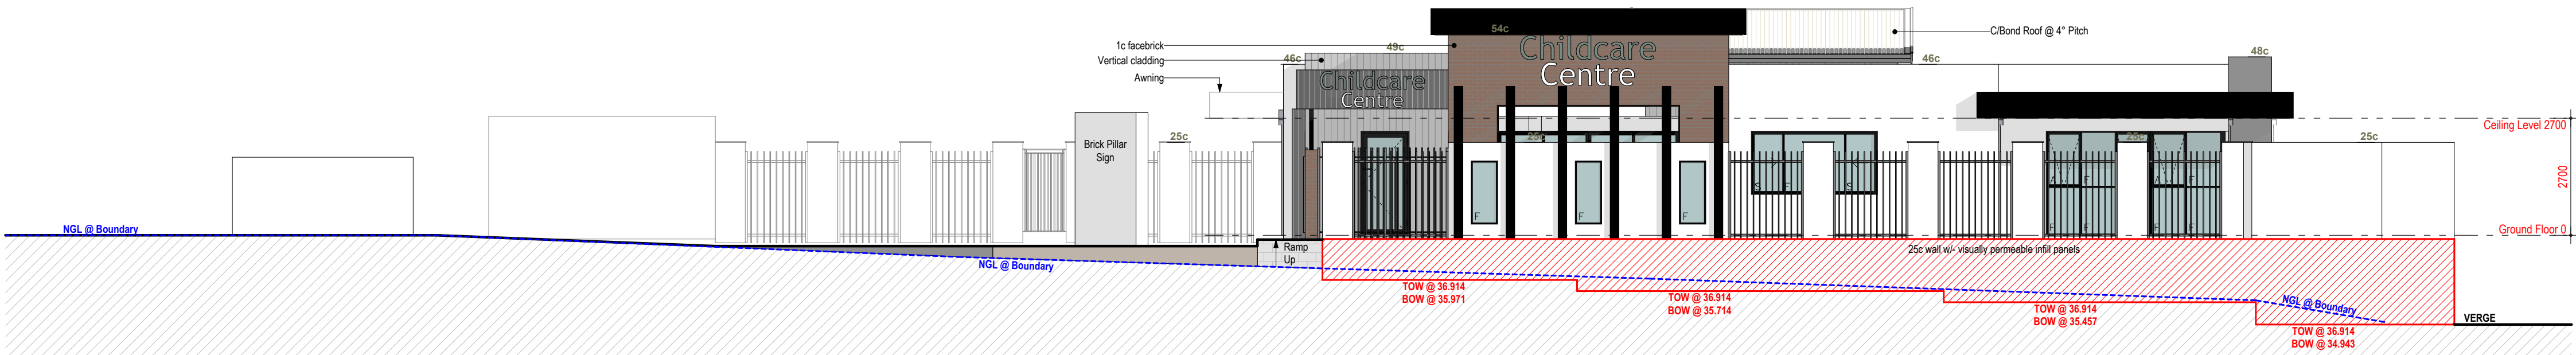 54c
C/Bond Roof @ 4° Pitch
1c facebrick
49c
Childcare
Centre
48c
Vertical cladding
46c
46c
Awning
Childcare
Centre
Ceiling Level 2700
25c
25c
25c
25c
Brick Pillar
Sign
2700
S F
S
A F
A F
F
F
F
F F
F F
NGL @ Boundary
Ground Floor 0
Ramp
Up
25c wall w/- visually permeable infill panels
NGL @ Boundary
TOW @ 36.914
BOW @ 35.971
TOW @ 36.914
BOW @ 35.714
NGL @ Boundary
TOW @ 36.914
BOW @ 35.457
VERGE
TOW @ 36.914
BOW @ 34.943